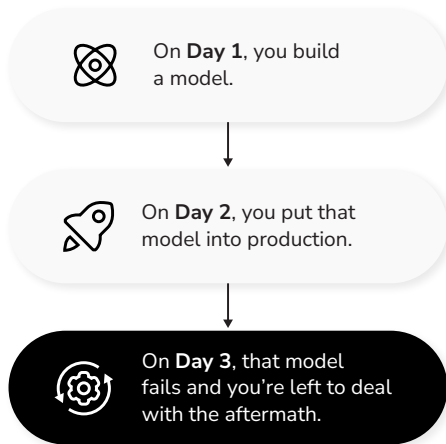 On Day 1, you build
a model.
On Day 2, you put that
model into production.
On Day 3, that model
fails and you’re left to deal
with the aftermath.